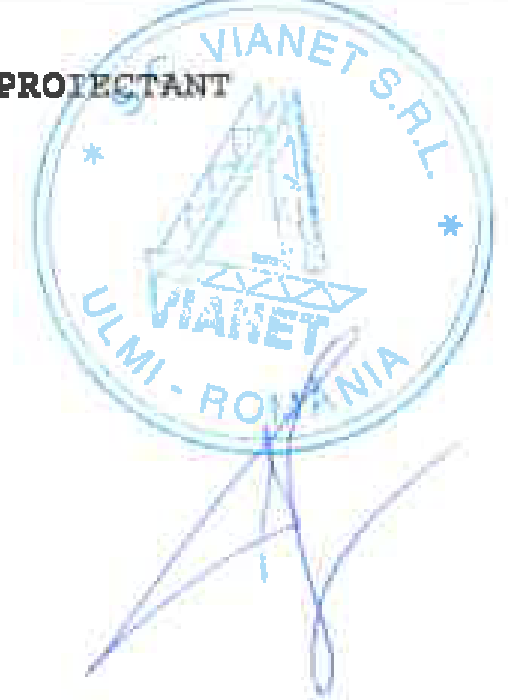 PROIECTANT
S.C. VIANET S.R.L.
VIANET
* ULMI - ROMANIA *